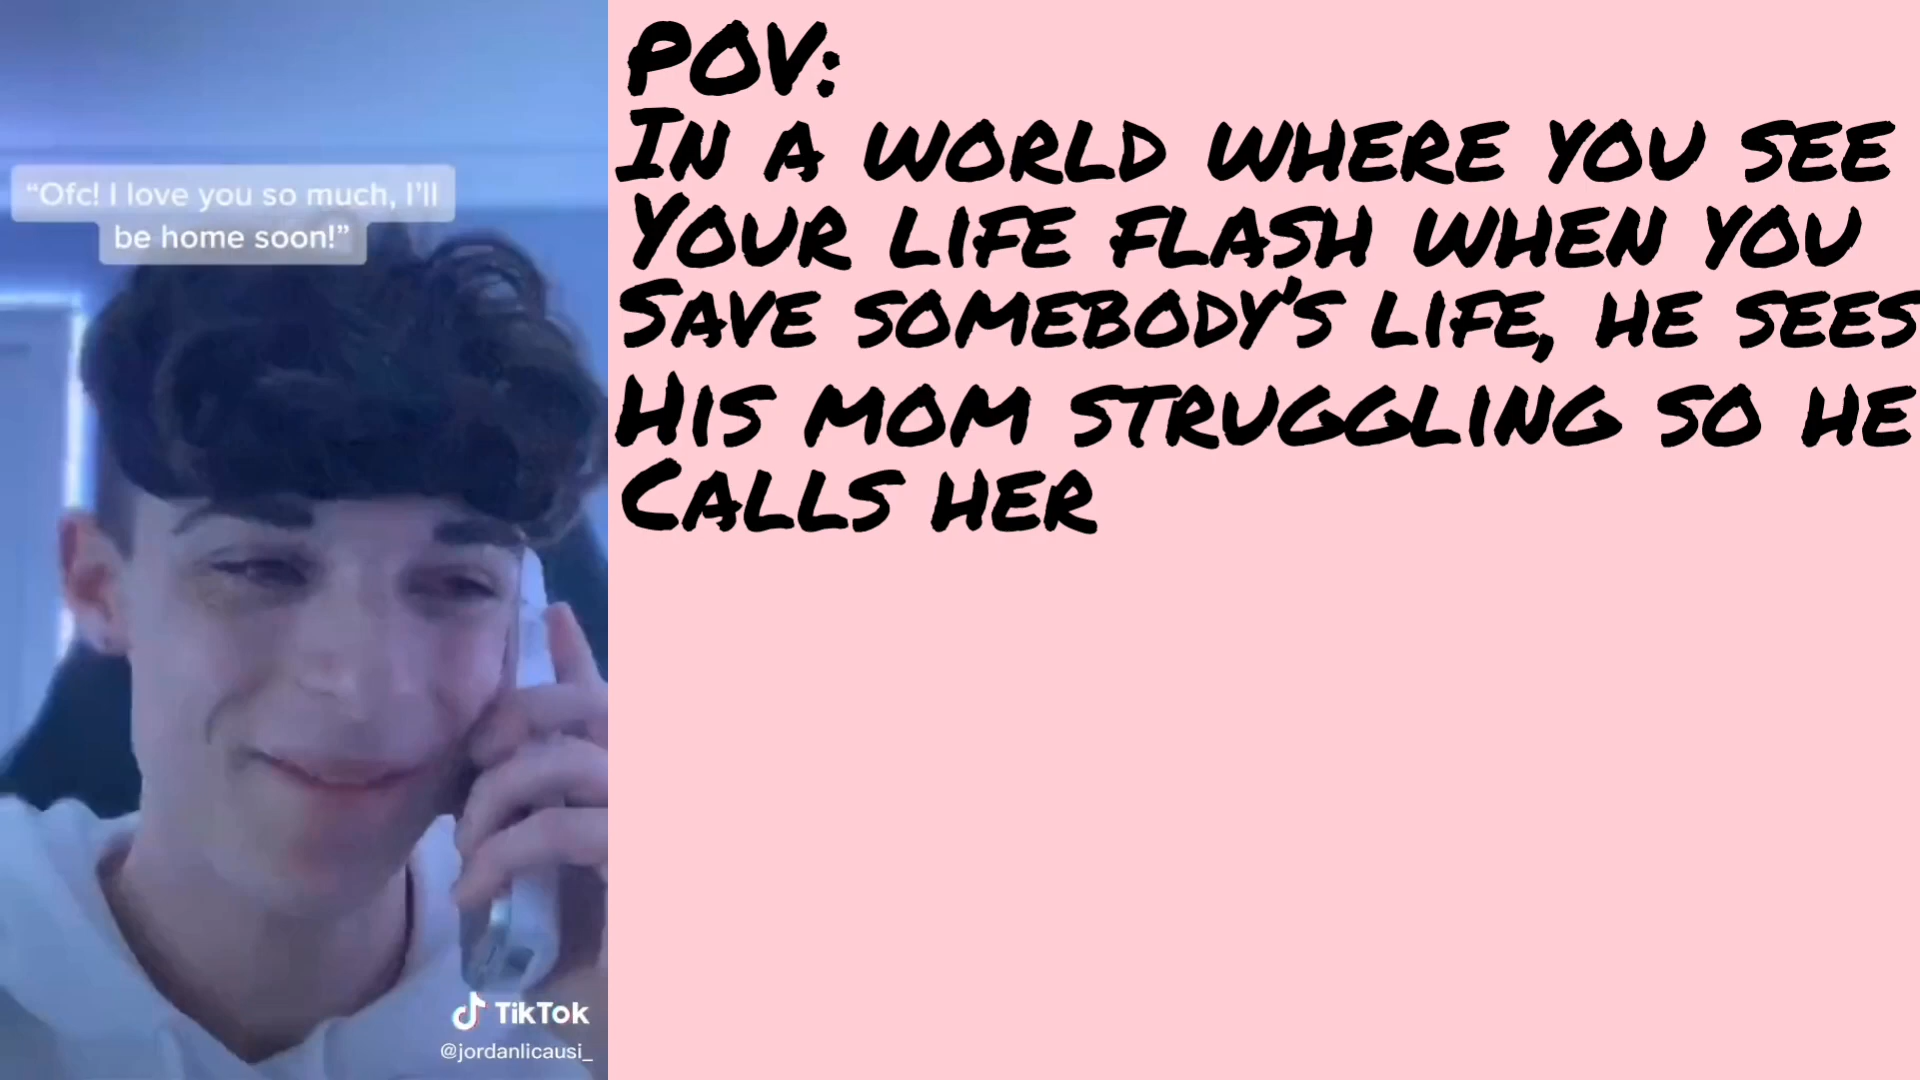 "Ofc! I love you so much, I'll
be home soon!"
TikTok
@jordanlicausi_
POV:
In a world where you see
Your life flash when you
Save somebody's life, he sees
His mom struggling so he
Calls her